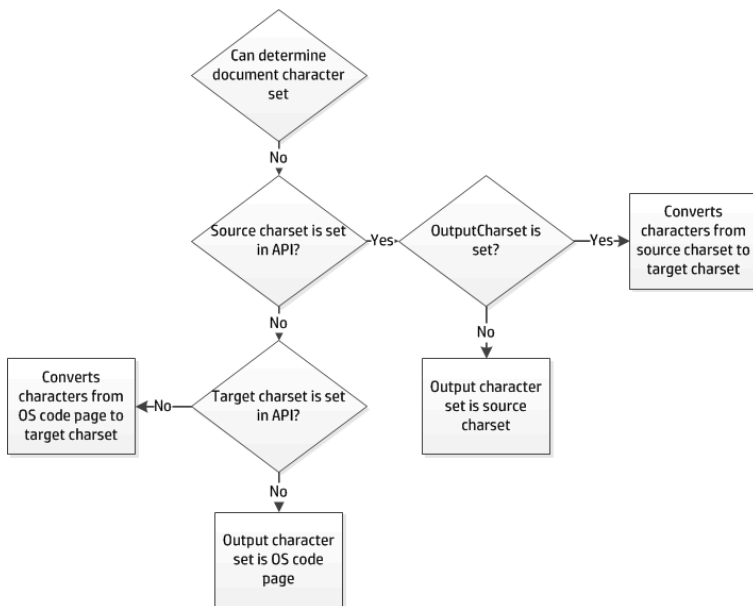 Can determine
document character
set
No
Source charset is set
in API?
Yes
OutputCharset is
set?
Yes
Converts
characters from
source charset to
target charset
No
No
Converts
characters from
OS code page to
target charset
No
Target charset is set
in API?
Output character
set is source
charset
No
Output character
set is OS code
page